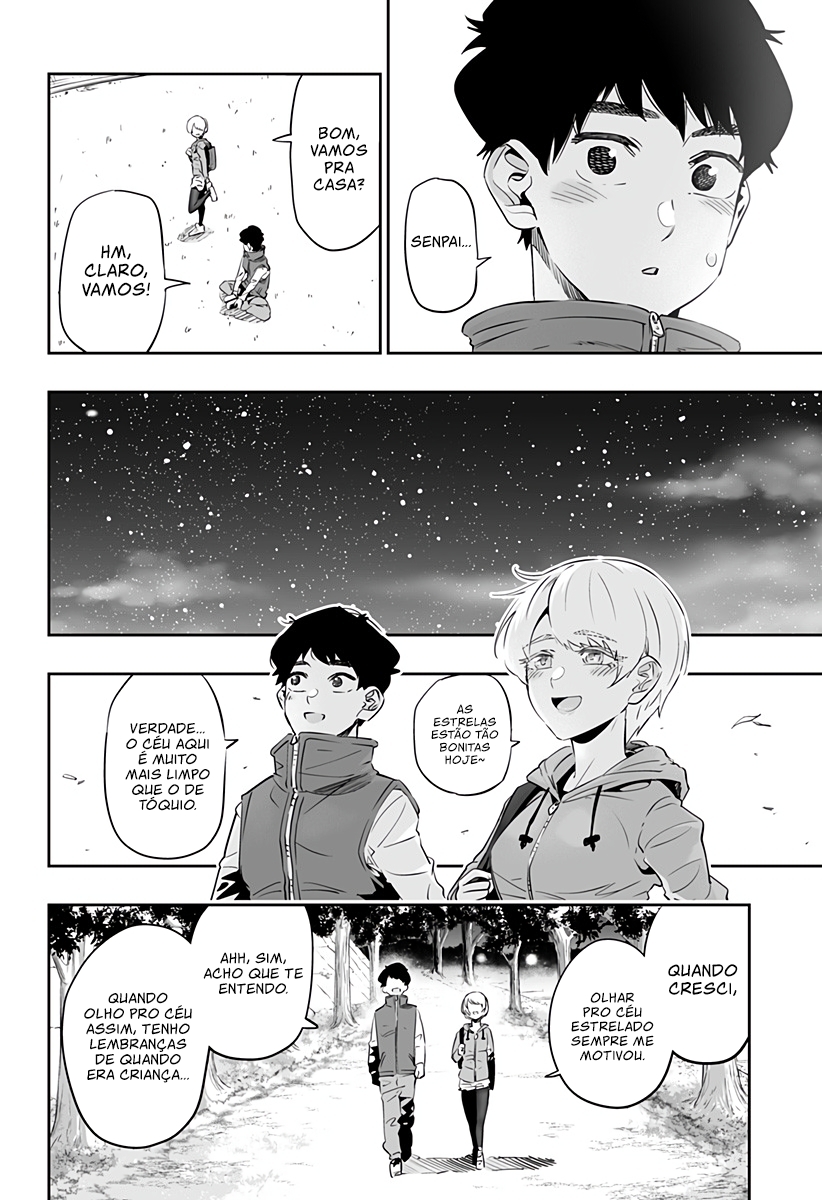 SENPAI...
BOM,
VAMOS
PRA
CASA?
HM,
CLARO,
VAMOS!
AS
ESTRELAS
ESTÃO TÃO
BONITAS
HOJE~
VERDADE...
O CÉU AQUI
É MUITO
MAIS LIMPO
QUE O DE
TÓQUIO.
QUANDO
CRESCI,
OLHAR
PRO CÉU
ESTRELADO
SEMPRE ME
MOTIVOU.
AHH, SIM,
ACHO QUE TE
ENTENDO.
QUANDO
OLHO PRO CÉU
ASSIM, TENHO
LEMBRANÇAS
DE QUANDO
ERA CRIANÇA...